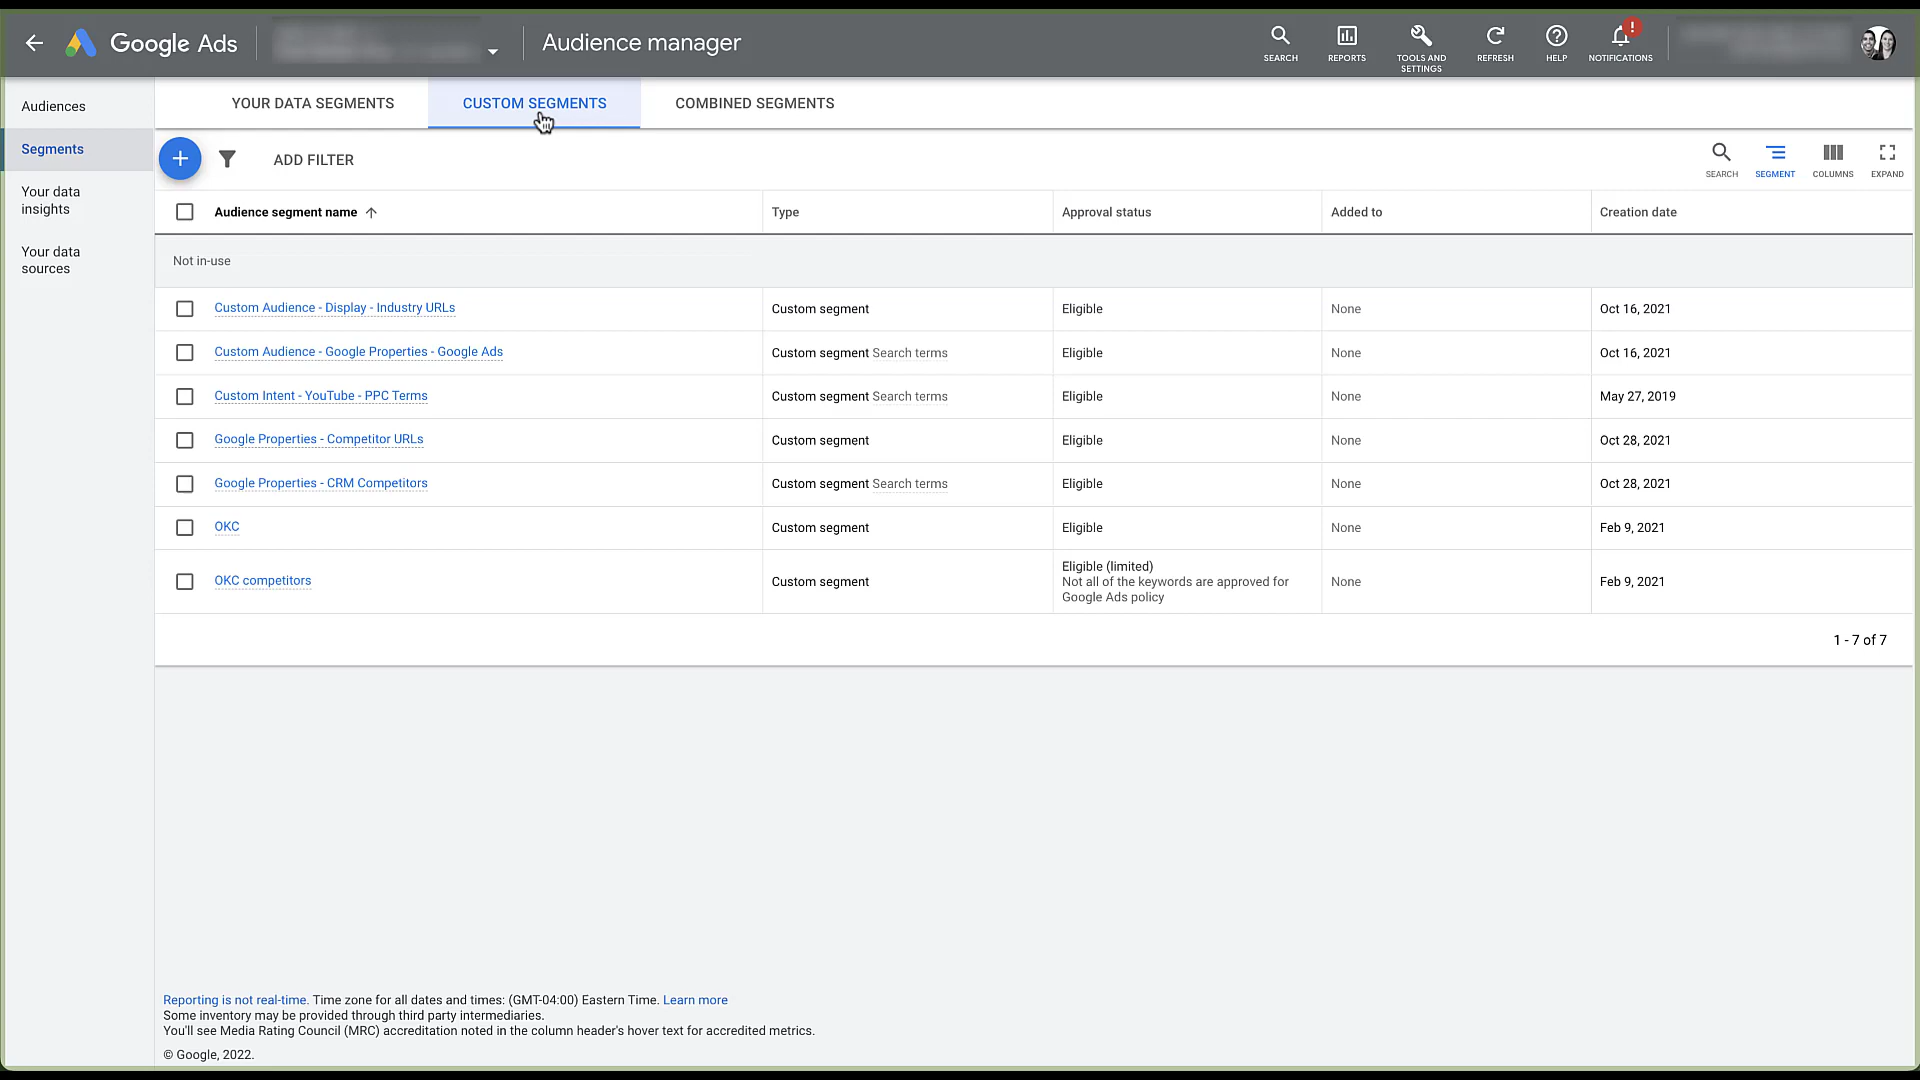 Google Ads
Audience manager
SEARCH
REPORTS
TOOLS AND
SETTINGS
REFRESH
HELP
!
NOTIFICATIONS
Audiences
Segments
Your data
insights
Your data
sources
YOUR DATA SEGMENTS
CUSTOM SEGMENTS
COMBINED SEGMENTS
+
ADD FILTER
SEARCH
SEGMENT
COLUMNS
EXPAND
Audience segment name
Type
Approval status
Added to
Creation date
Not in-use
Custom Audience - Display - Industry URLs
Custom segment
Eligible
None
Oct 16, 2021
Custom Audience - Google Properties - Google Ads
Custom segment Search terms
Eligible
None
Oct 16, 2021
Custom Intent - YouTube - PPC Terms
Custom segment Search terms
Eligible
None
May 27, 2019
Google Properties - Competitor URLs
Custom segment
Eligible
None
Oct 28, 2021
Google Properties - CRM Competitors
Custom segment Search terms
Eligible
None
Oct 28, 2021
OKC
Custom segment
Eligible
None
Feb 9, 2021
OKC competitors
Custom segment
Eligible (limited)
Not all of the keywords are approved for
Google Ads policy
None
Feb 9, 2021
1 - 7 of 7
Reporting is not real-time. Time zone for all dates and times: (GMT-04:00) Eastern Time. Learn more
Some inventory may be provided through third party intermediaries.
You'll see Media Rating Council (MRC) accreditation noted in the column header's hover text for accredited metrics.
© Google, 2022.